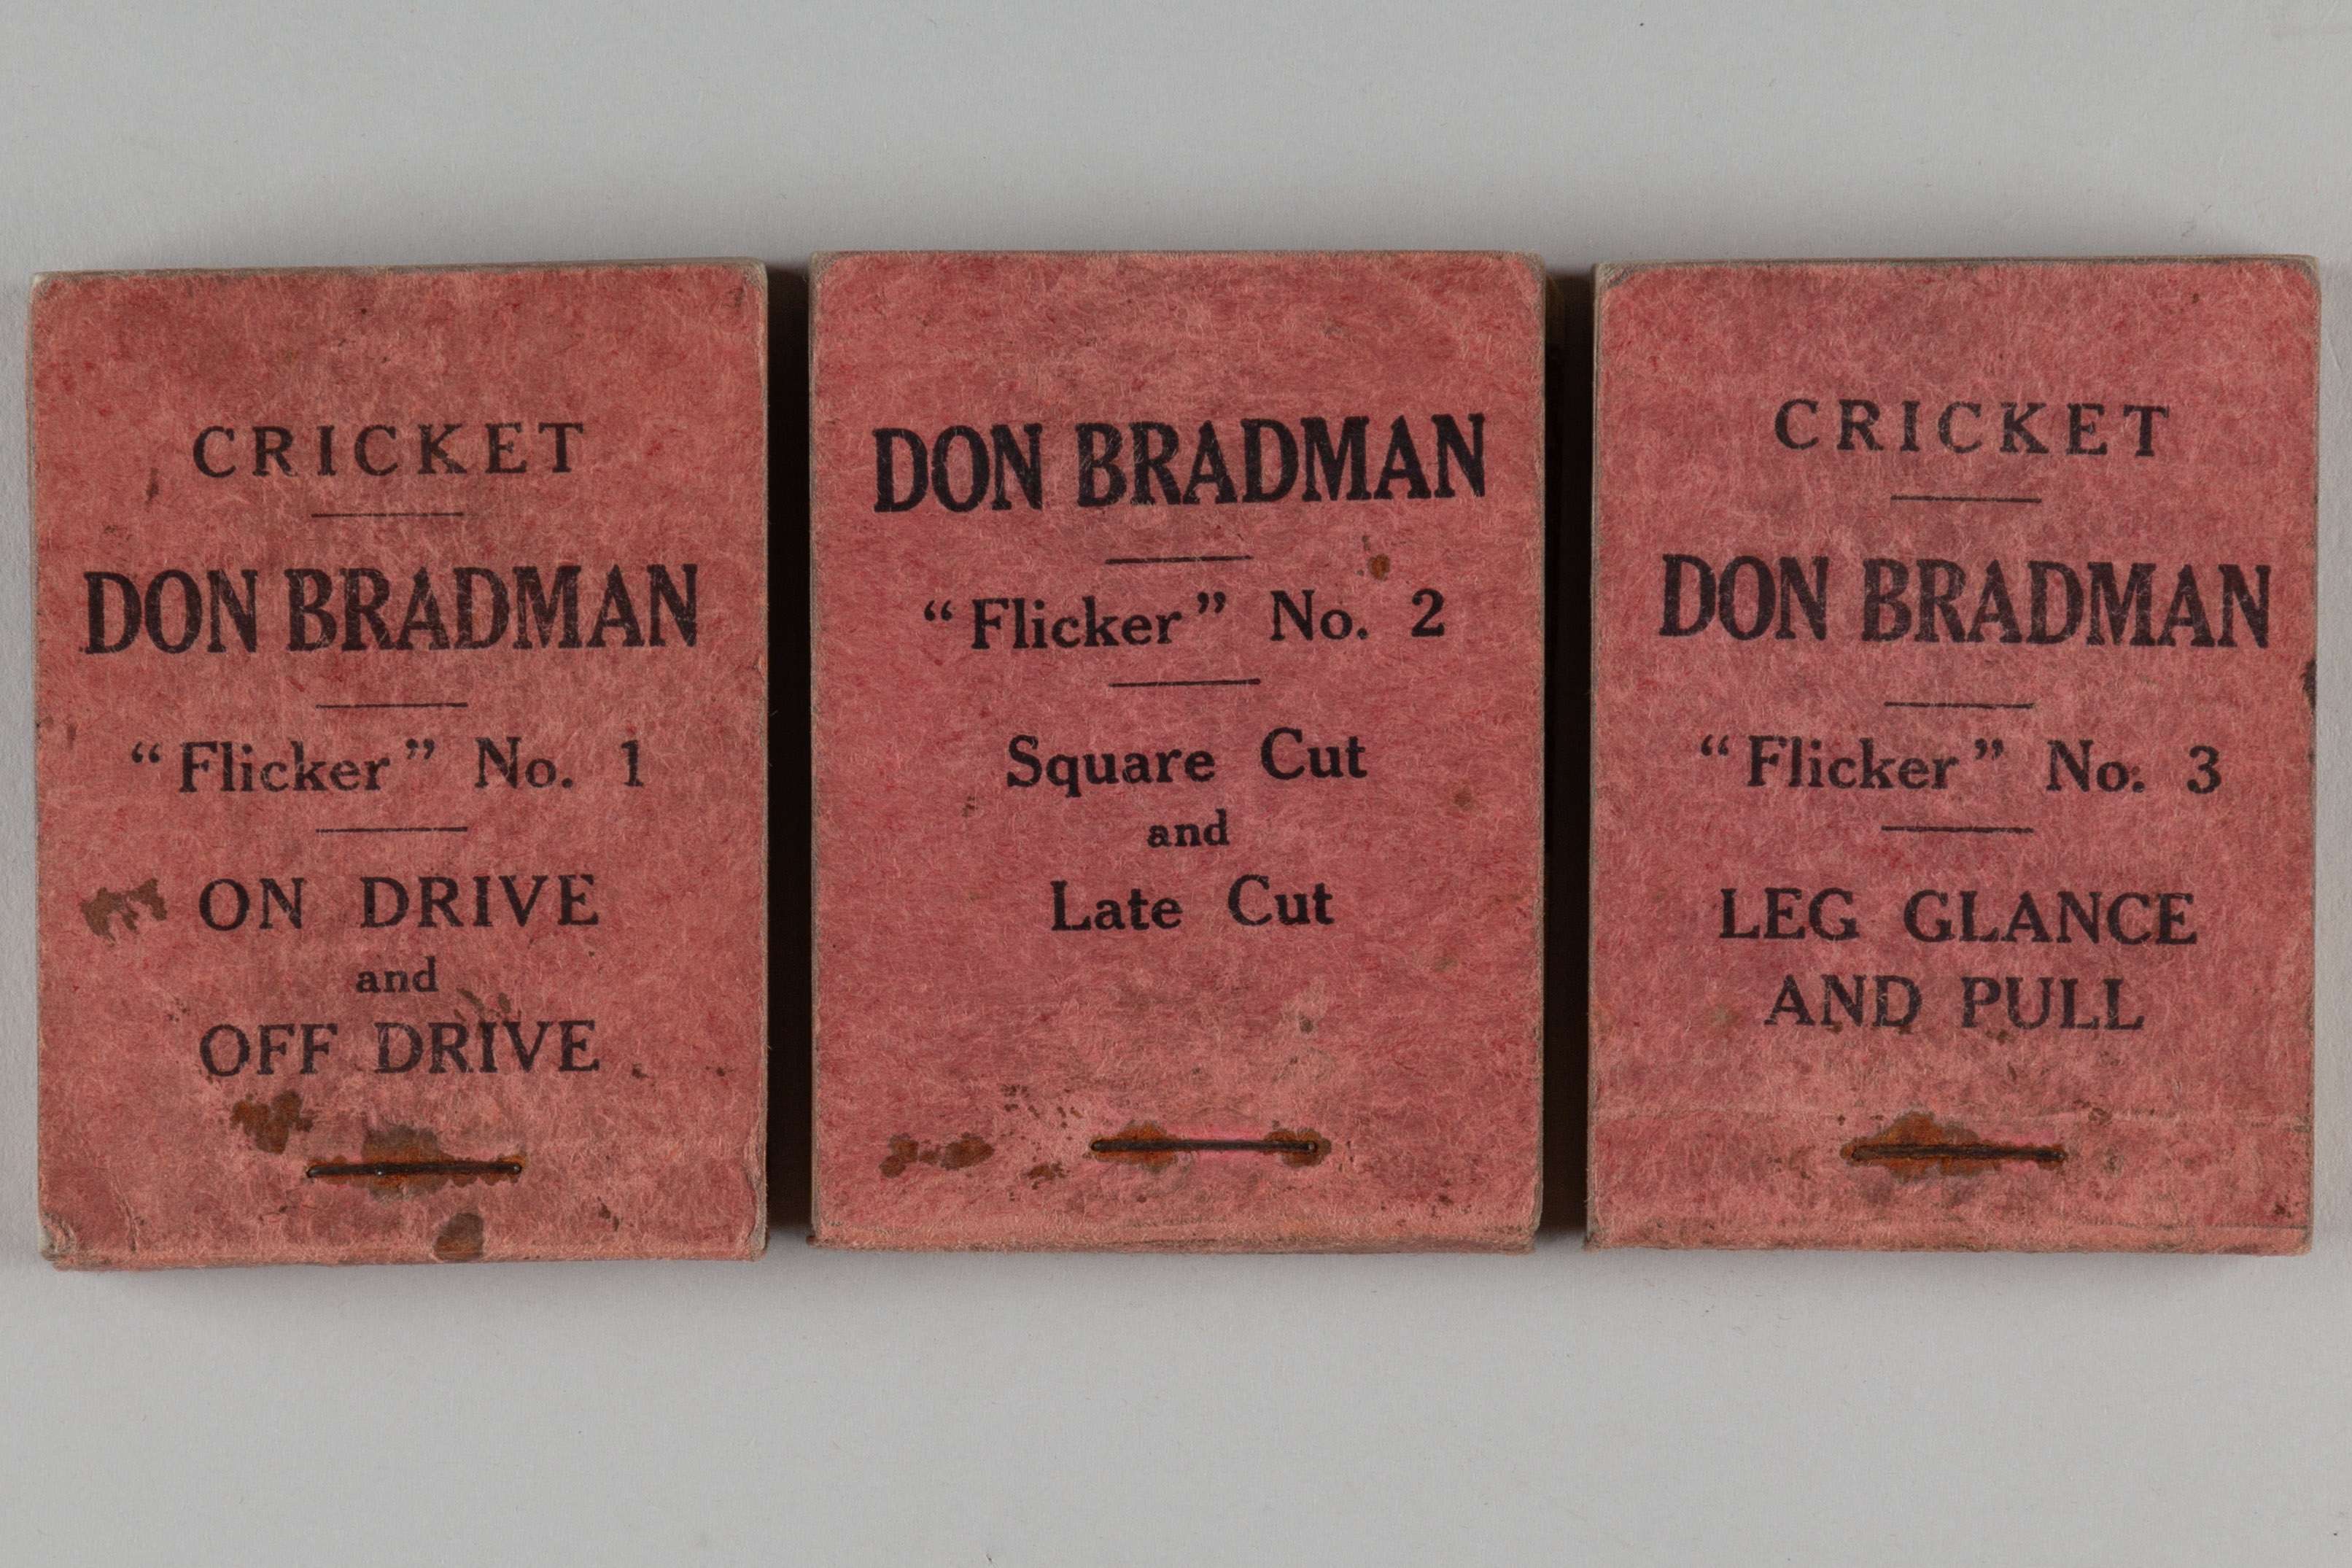 CRICKET
DON BRADMAN
"Flicker" No. 1
ON DRIVE
and
OFF DRIVE
DON BRADMAN
"Flicker" No. 2
Square Cut
and
Late Cut
CRICKET
DON BRADMAN
"Flicker" No. 3
LEG GLANCE
AND PULL